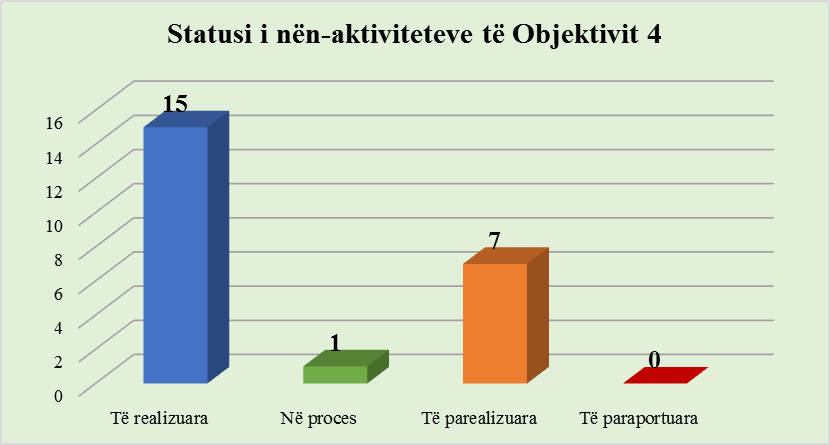 Statusi i nën-aktiviteteve të Objektivit 4
16
14
12
10
8
6
4
2
0
15
1
7
0
Të realizuara
Në proces
Të parealizuara
Të paraportuara